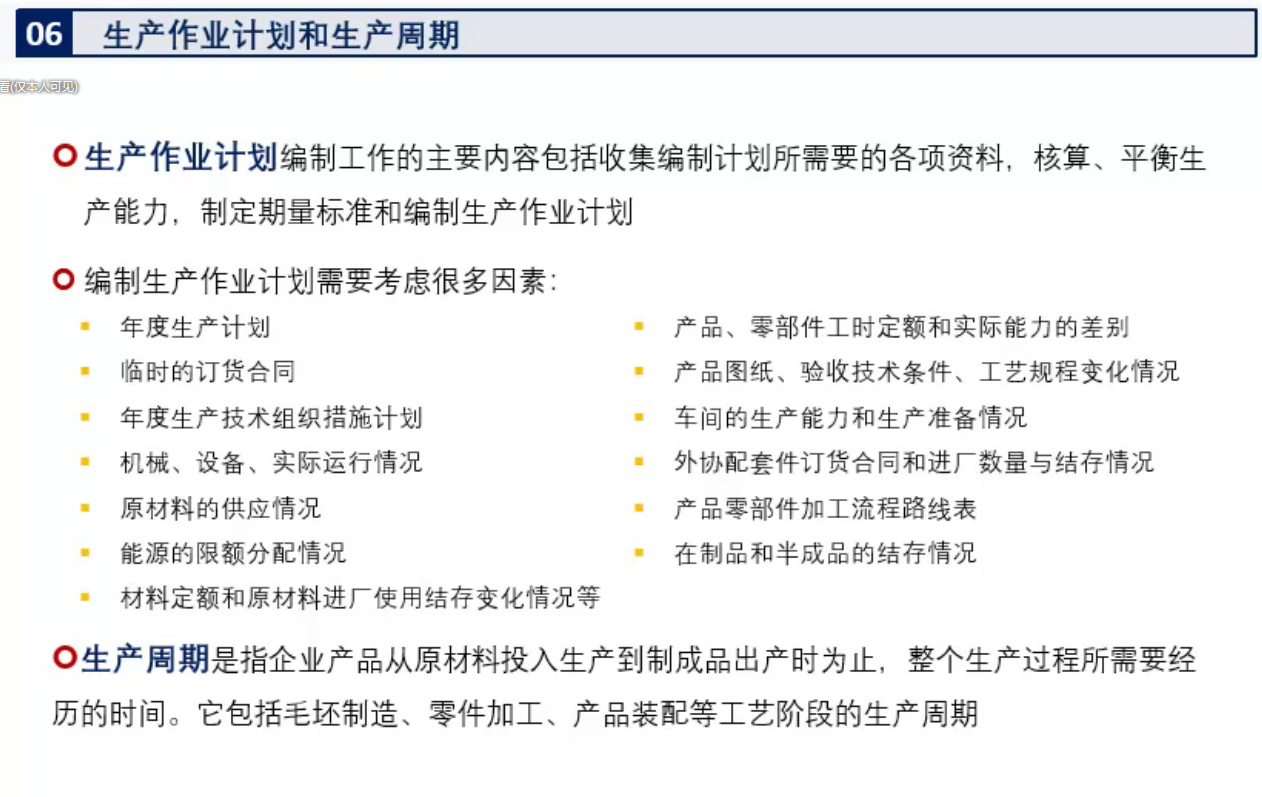 06 生产作业计划和生产周期
看(仅本人可见)
生产作业计划编制工作的主要内容包括收集编制计划所需要的各项资料，核算、平衡生
产能力，制定期量标准和编制生产作业计划
编制生产作业计划需要考虑很多因素：
年度生产计划
临时的订货合同
年度生产技术组织措施计划
机械、设备、实际运行情况
原材料的供应情况
能源的限额分配情况
材料定额和原材料进厂使用结存变化情况等
产品、零部件工时定额和实际能力的差别
产品图纸、验收技术条件、工艺规程变化情况
车间的生产能力和生产准备情况
外协配套件订货合同和进厂数量与结存情况
产品零部件加工流程路线表
在制品和半成品的结存情况
生产周期是指企业产品从原材料投入生产到制成品出产时为止，整个生产过程所需要经
历的时间。它包括毛坯制造、零件加工、产品装配等工艺阶段的生产周期